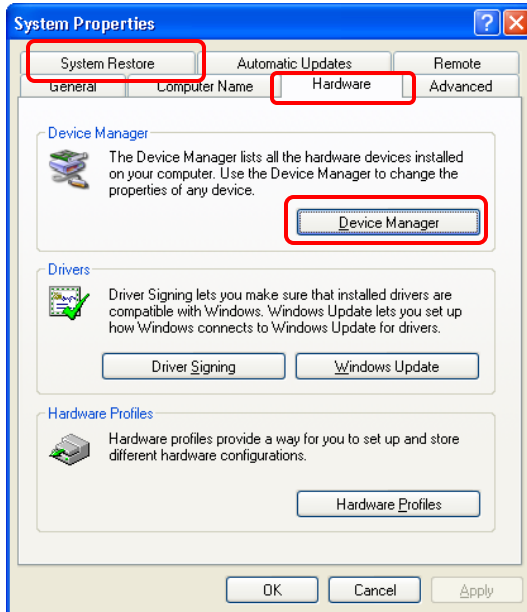 System Properties
System Restore
Automatic Updates
Remote
General
Computer Name
Hardware
Advanced
Device Manager
The Device Manager lists all the hardware devices installed
on your computer. Use the Device Manager to change the
properties of any device.
Device Manager
Drivers
Driver Signing lets you make sure that installed drivers are
compatible with Windows. Windows Update lets you set up
how Windows connects to Windows Update for drivers.
Driver Signing
Windows Update
Hardware Profiles
Hardware profiles provide a way for you to set up and store
different hardware configurations.
Hardware Profiles
OK
Cancel
Apply